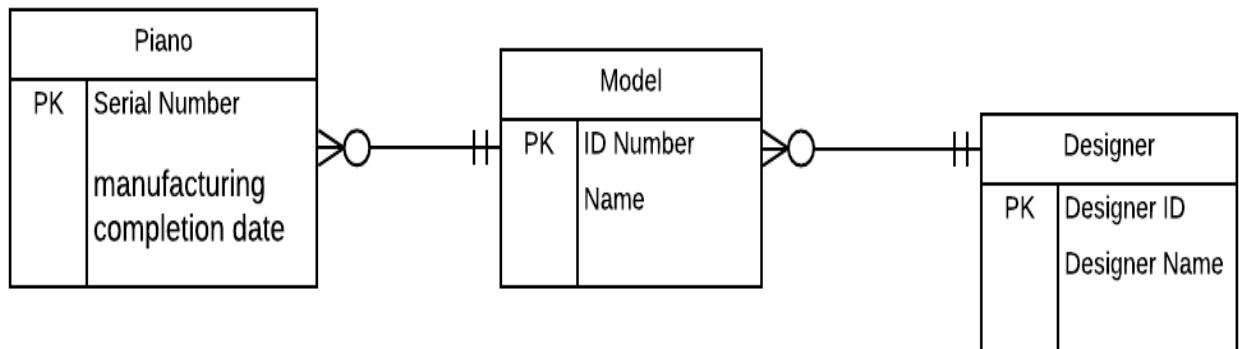 Piano
PK Serial Number
manufacturing
completion date
Model
PK ID Number
Name
Designer
PK Designer ID
Designer Name